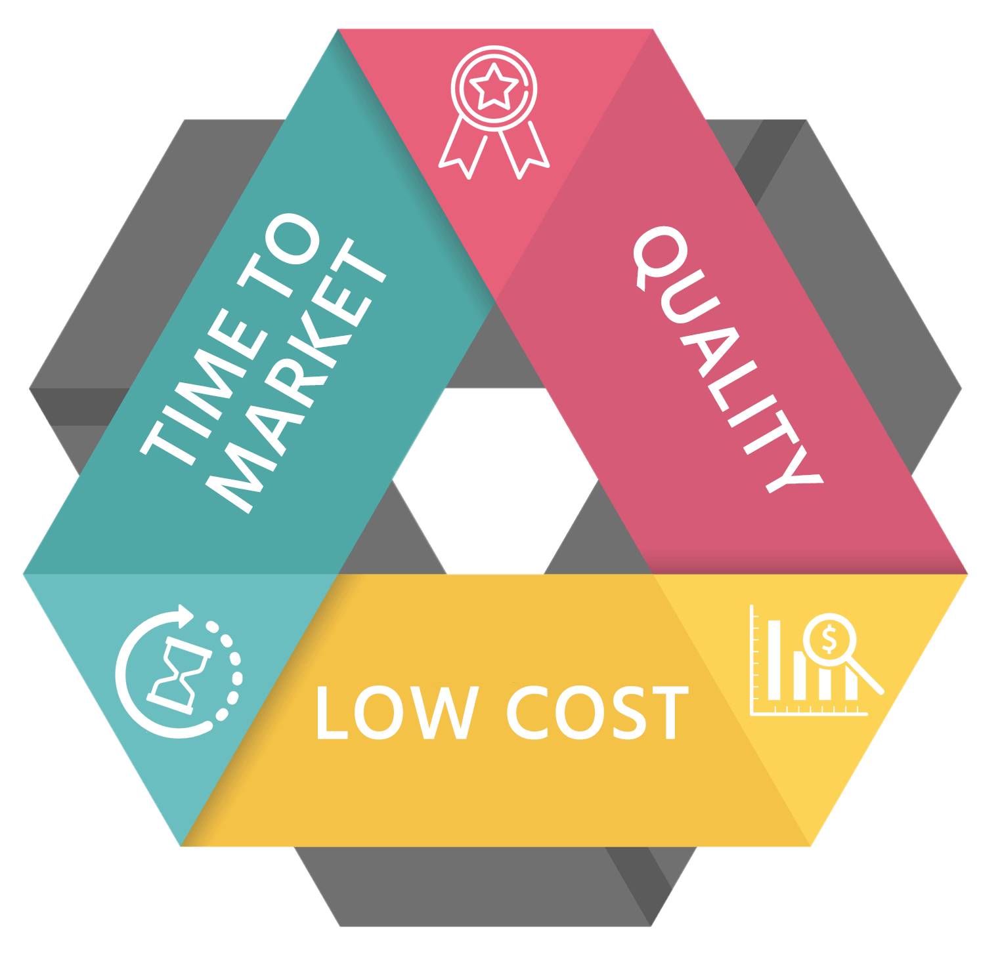 TIME TO
MARKET
QUALITY
$
LOW COST